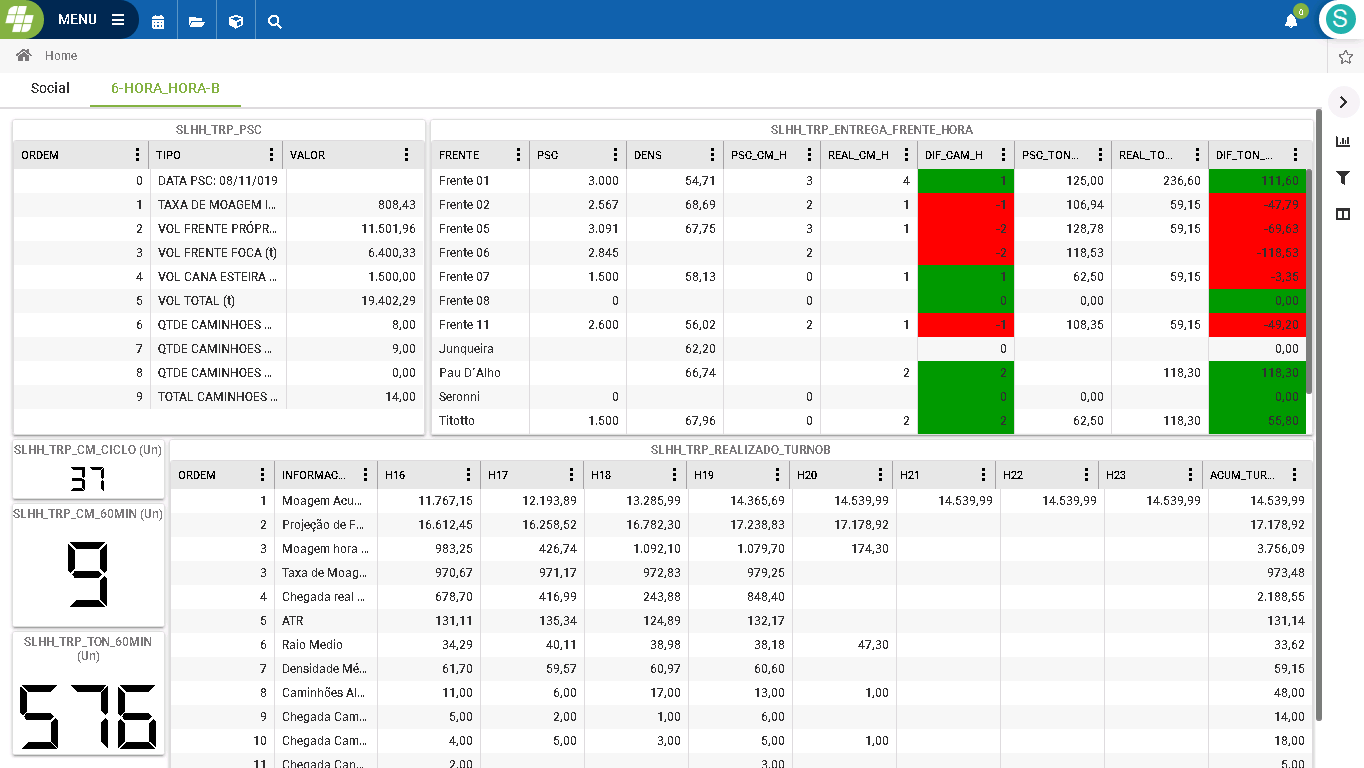 MENU
0
S
Home
Social 6-HORA_HORA-B
SLHH_TRP_PSC
ORDEM TIPO VALOR
0 DATA PSC: 08/11/019
1 TAXA DE MOAGEM I... 808,43
2 VOL FRENTE PRÓPR... 11.501,96
3 VOL FRENTE FOCA (t) 6.400,33
4 VOL CANA ESTEIRA ... 1.500,00
5 VOL TOTAL (t) 19.402,29
6 QTDE CAMINHOES ... 8,00
7 QTDE CAMINHOES ... 9,00
8 QTDE CAMINHOES ... 0,00
9 TOTAL CAMINHOES ... 14,00
SLHH_TRP_ENTREGA_FRENTE_HORA
FRENTE PSC DENS PSC_CM_H REAL_CM_H DIF_CAM_H PSC_TON... REAL_TO... DIF_TON_...
Frente 01 3.000 54,71 3 4 1 125,00 236,60 111,60
Frente 02 2.567 68,69 2 1 -1 106,94 59,15 -47,79
Frente 05 3.091 67,75 3 1 -2 128,78 59,15 -69,63
Frente 06 2.845 2 -2 118,53 -118,53
Frente 07 1.500 58,13 0 1 1 62,50 59,15 -3,35
Frente 08 0 0 0 0,00 0,00
Frente 11 2.600 56,02 2 1 -1 108,35 59,15 -49,20
Junqueira 62,20 0 0,00
Pau D´Alho 66,74 2 2 118,30 118,30
Seronni 0 0 0 0,00 0,00
Titotto 1.500 67,96 0 2 2 62,50 118,30 55,80
SLHH_TRP_CM_CICLO (Un)
37
SLHH_TRP_CM_60MIN (Un)
9
SLHH_TRP_TON_60MIN
(Un)
576
SLHH_TRP_REALIZADO_TURNOB
ORDEM INFORMAC... H16 H17 H18 H19 H20 H21 H22 H23 ACUM_TUR...
1 Moagem Acu... 11.767,15 12.193,89 13.285,99 14.365,69 14.539,99 14.539,99 14.539,99 14.539,99 14.539,99
2 Projeção de F... 16.612,45 16.258,52 16.782,30 17.238,83 17.178,92 17.178,92
3 Moagem hora ... 983,25 426,74 1.092,10 1.079,70 174,30 3.756,09
3 Taxa de Moag... 970,67 971,17 972,83 979,25 973,48
4 Chegada real ... 678,70 416,99 243,88 848,40 2.188,55
5 ATR 131,11 135,34 124,89 132,17 131,14
6 Raio Medio 34,29 40,11 38,98 38,18 47,30 33,62
7 Densidade Mé... 61,70 59,57 60,97 60,60 59,15
8 Caminhões Al... 11,00 6,00 17,00 13,00 1,00 48,00
9 Chegada Cam... 5,00 2,00 1,00 6,00 14,00
10 Chegada Cam... 4,00 5,00 3,00 5,00 1,00 18,00
11 Chegada Can... 2,00 3,00 5,00